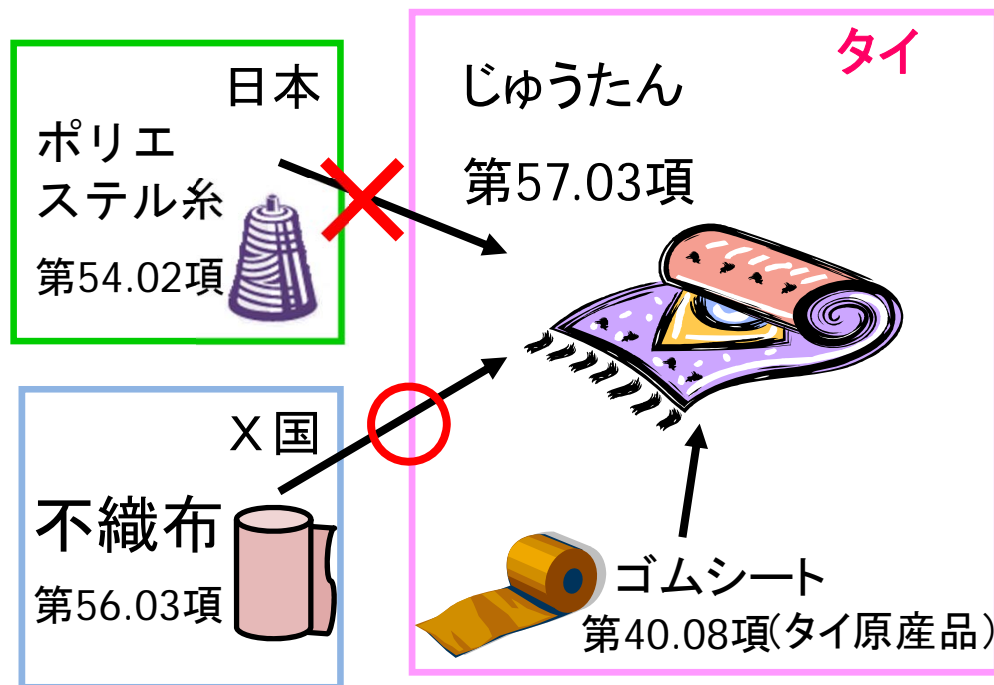 日本
ポリエ
ステル糸
第54.02項
X国
不織布
第56.03項
タイ
じゅうたん
第57.03項
ゴムシート
第40.08項(タイ原産品)